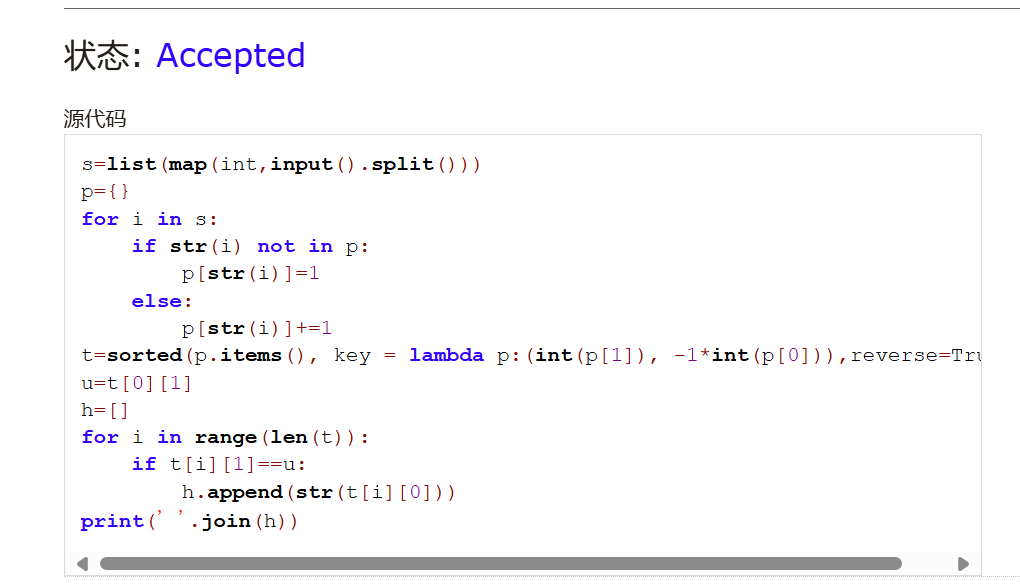 状态: Accepted
源代码
s=list(map(int,input().split()))
p={}
for i in s:
    if str(i) not in p:
        p[str(i)]=1
    else:
        p[str(i)]+=1
t=sorted(p.items(), key = lambda p:(int(p[1]), -1*int(p[0])),reverse=Tru
u=t[0][1]
h=[]
for i in range(len(t)):
    if t[i][1]==u:
        h.append(str(t[i][0]))
print(' '.join(h))